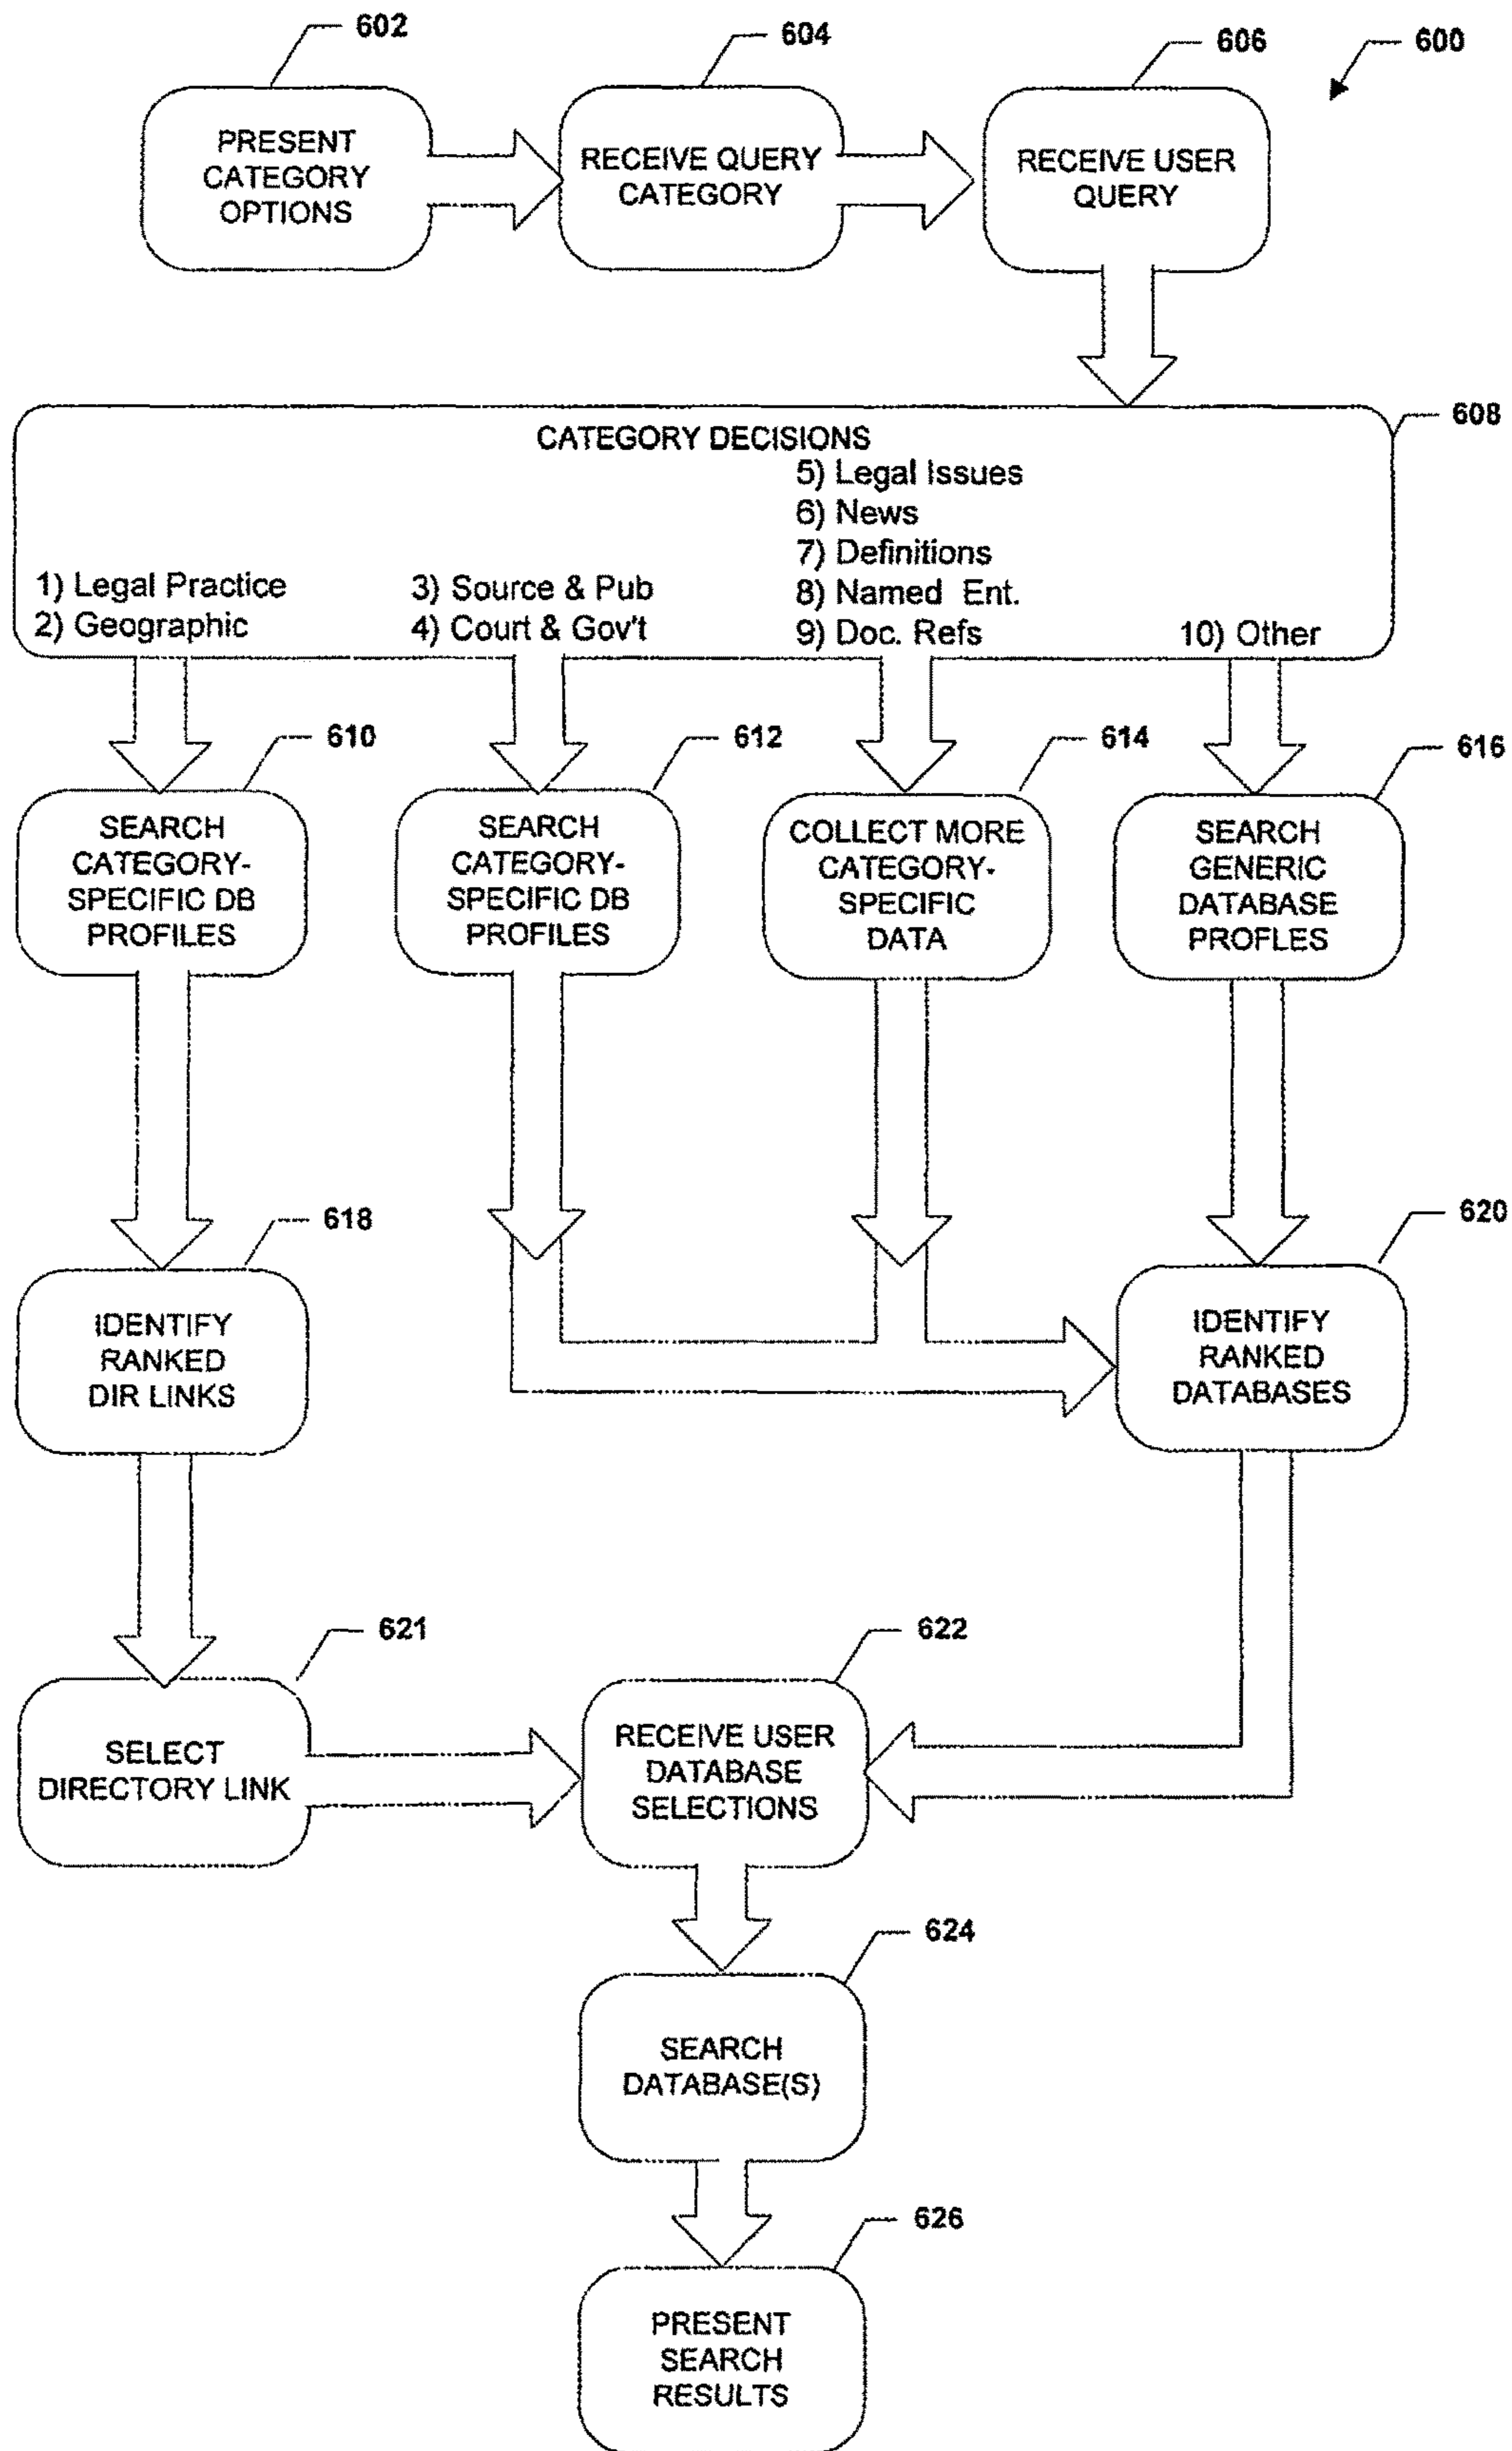 602
604
606
600
PRESENT
CATEGORY
OPTIONS
RECEIVE QUERY
CATEGORY
RECEIVE USER
QUERY
608
CATEGORY DECISIONS
1) Legal Practice
2) Geographic
3) Source & Pub
4) Court & Gov't
5) Legal Issues
6) News
7) Definitions
8) Named Ent.
9) Doc. Refs
10) Other
610
612
614
616
SEARCH
CATEGORY-
SPECIFIC DB
PROFILES
SEARCH
CATEGORY-
SPECIFIC DB
PROFILES
COLLECT MORE
CATEGORY-
SPECIFIC
DATA
SEARCH
GENERIC
DATABASE
PROFLES
618
620
IDENTIFY
RANKED
DIR LINKS
IDENTIFY
RANKED
DATABASES
621
622
SELECT
DIRECTORY LINK
RECEIVE USER
DATABASE
SELECTIONS
624
SEARCH
DATABASE(S)
626
PRESENT
SEARCH
RESULTS